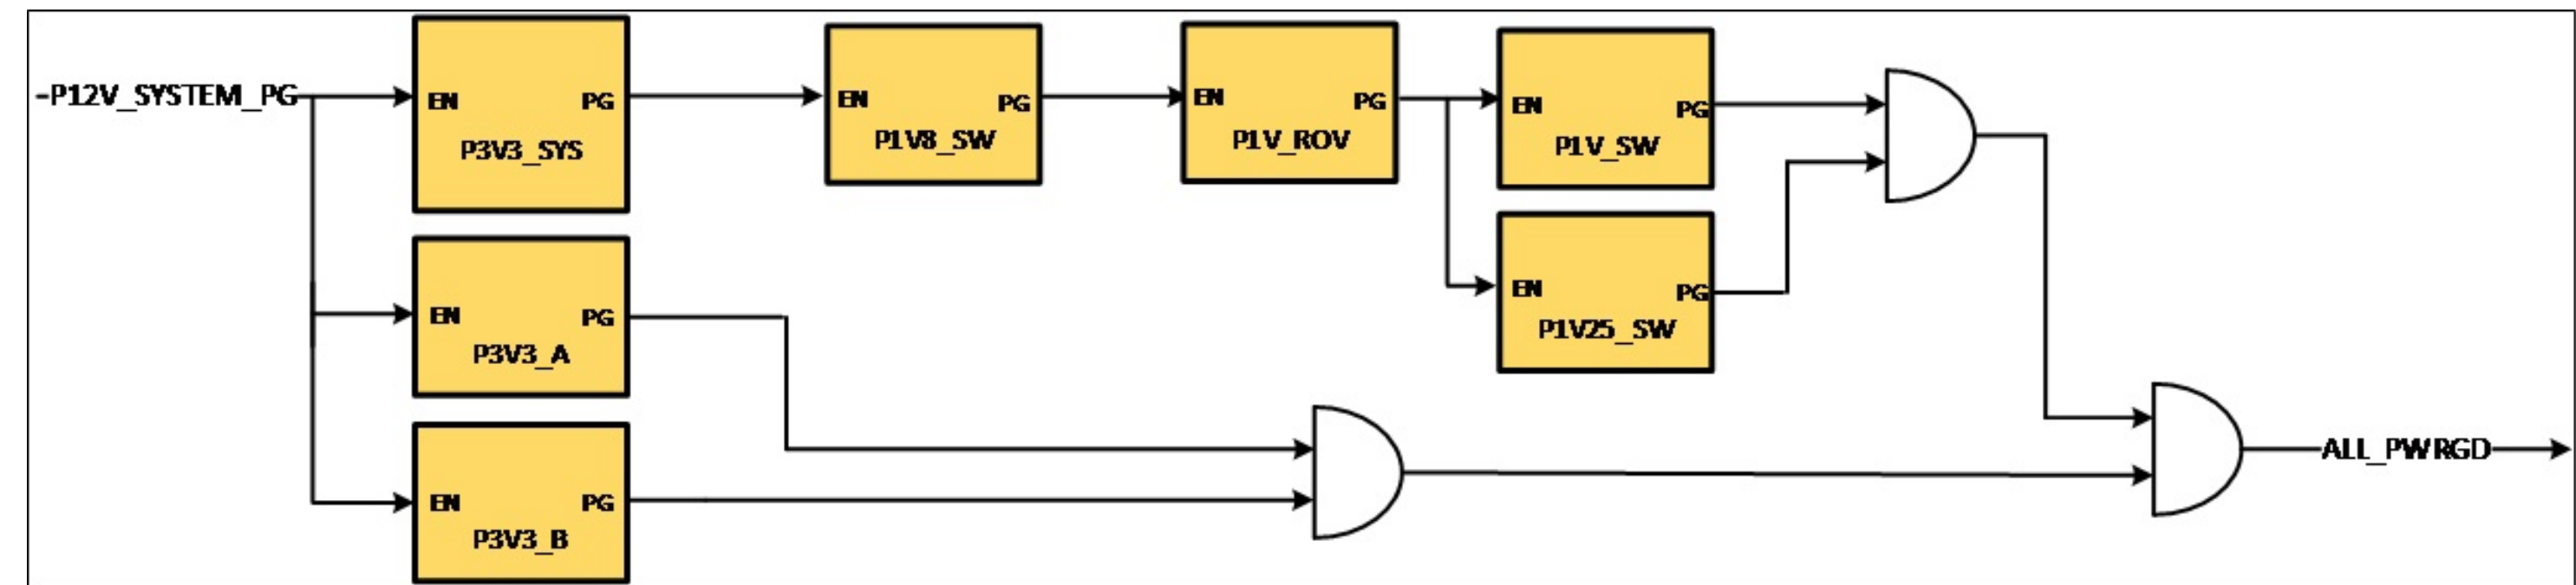 -P12V_SYSTEM_PG
EN PG
P3V3_SYS
EN PG
P1V8_SW
EN PG
P1V_ROV
EN PG
P1V_SW
EN PG
P1V25_SW
EN PG
P3V3_A
EN PG
P3V3_B
ALL_PWRGD